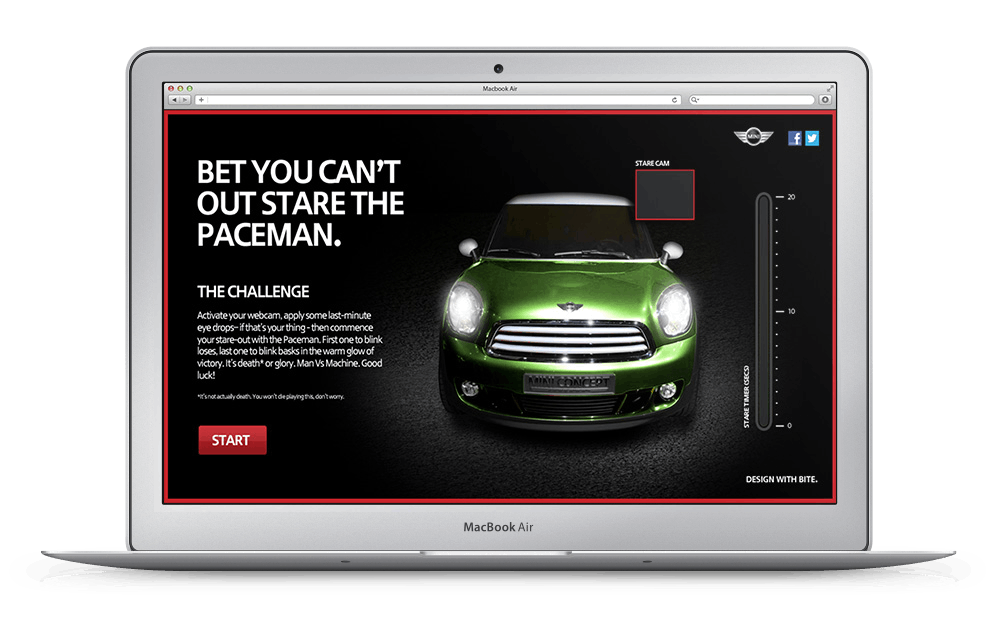 Macbook Air
MINI
STARE CAM
BET YOU CAN'T
OUT STARE THE
PACEMAN.
THE CHALLENGE
Activate your webcam, apply some last-minute
eye drops– if that's your thing - then commence
your stare-out with the Paceman. First one to blink
loses, last one to blink basks in the warm glow of
victory. It's death* or glory. Man Vs Machine. Good
luck!
*It's not actually death. You won't die playing this, don't worry.
START
MINI CONCEPT
20
10
0
STARE TIMER (SECS)
DESIGN WITH BITE.
MacBook Air